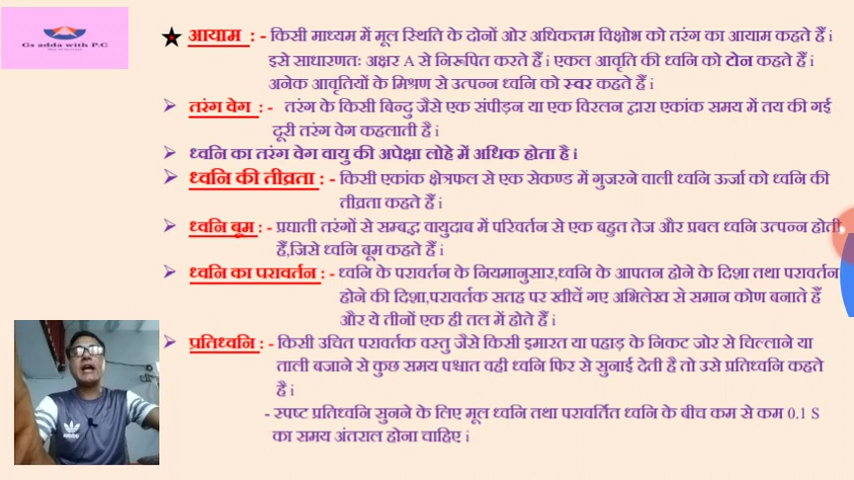 Gs adda with P.C
★ आयाम : - किसी माध्यम में मूल स्थिति के दोनों ओर अधिकतम विक्षोभ को तरंग का आयाम कहते हैं i
इसे साधारणतः अक्षर A से निरूपित करते हैं i एकल आवृति की ध्वनि को टोन कहते हैं i
अनेक आवृतियों के मिश्रण से उत्पन्न ध्वनि को स्वर कहते हैं i
➤ तरंग वेग : - तरंग के किसी बिन्दु जैसे एक संपीड़न या एक विरलन द्वारा एकांक समय में तय की गई
दूरी तरंग वेग कहलाती है i
➤ ध्वनि का तरंग वेग वायु की अपेक्षा लोहे में अधिक होता है i
➤ ध्वनि की तीव्रता : - किसी एकांक क्षेत्रफल से एक सेकण्ड में गुजरने वाली ध्वनि ऊर्जा को ध्वनि की
तीव्रता कहते हैं i
➤ ध्वनि बूम : - प्रघाती तरंगों से सम्बद्ध वायुदाब में परिवर्तन से एक बहुत तेज और प्रबल ध्वनि उत्पन्न होती
हैं,जिसे ध्वनि बूम कहते हैं i
➤ ध्वनि का परावर्तन : - ध्वनि के परावर्तन के नियमानुसार,ध्वनि के आपतन होने के दिशा तथा परावर्तन
होने की दिशा,परावर्तक सतह पर खीचें गए अभिलेख से समान कोण बनाते हैं
और ये तीनों एक ही तल में होते हैं i
➤ प्रतिध्वनि : - किसी उचित परावर्तक वस्तु जैसे किसी इमारत या पहाड़ के निकट जोर से चिल्लाने या
ताली बजाने से कुछ समय पश्चात वही ध्वनि फिर से सुनाई देती है तो उसे प्रतिध्वनि कहते
है i
- स्पष्ट प्रतिध्वनि सुनने के लिए मूल ध्वनि तथा परावर्तित ध्वनि के बीच कम से कम 0.1 S
का समय अंतराल होना चाहिए i
adidas